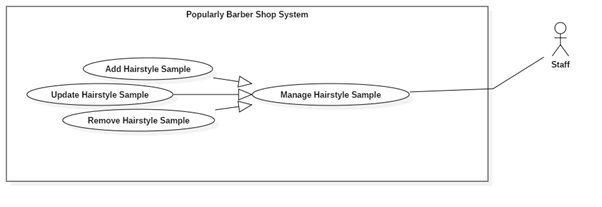 Popularly Barber Shop System
Add Hairstyle Sample
Staff
Update Hairstyle Sample
Manage Hairstyle Sample
Remove Hairstyle Sample